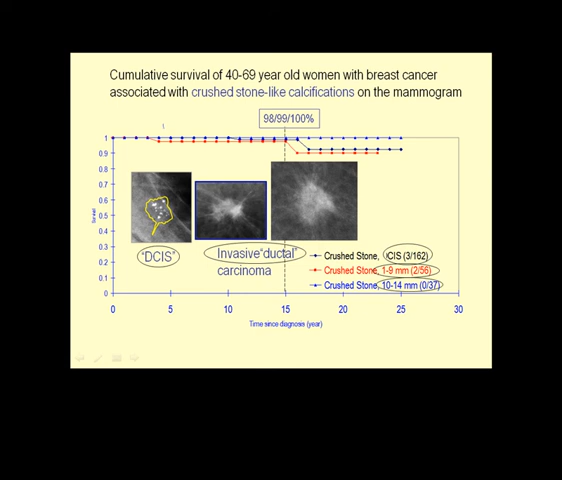 Cumulative survival of 40-69 year old women with breast cancer
associated with crushed stone-like calcifications on the mammogram
98/99/100%
1
0.9
0.8
0.7
0.6
0.5
0.4
0.3
0.2
0.1
0
Survival
"DCIS"
Invasive"ductal"
carcinoma
Crushed Stone, ICIS (3/162)
Crushed Stone, 1-9 mm (2/56)
Crushed Stone, 10-14 mm (0/37)
0 5 10 15 20 25 30
Time since diagnosis (year)